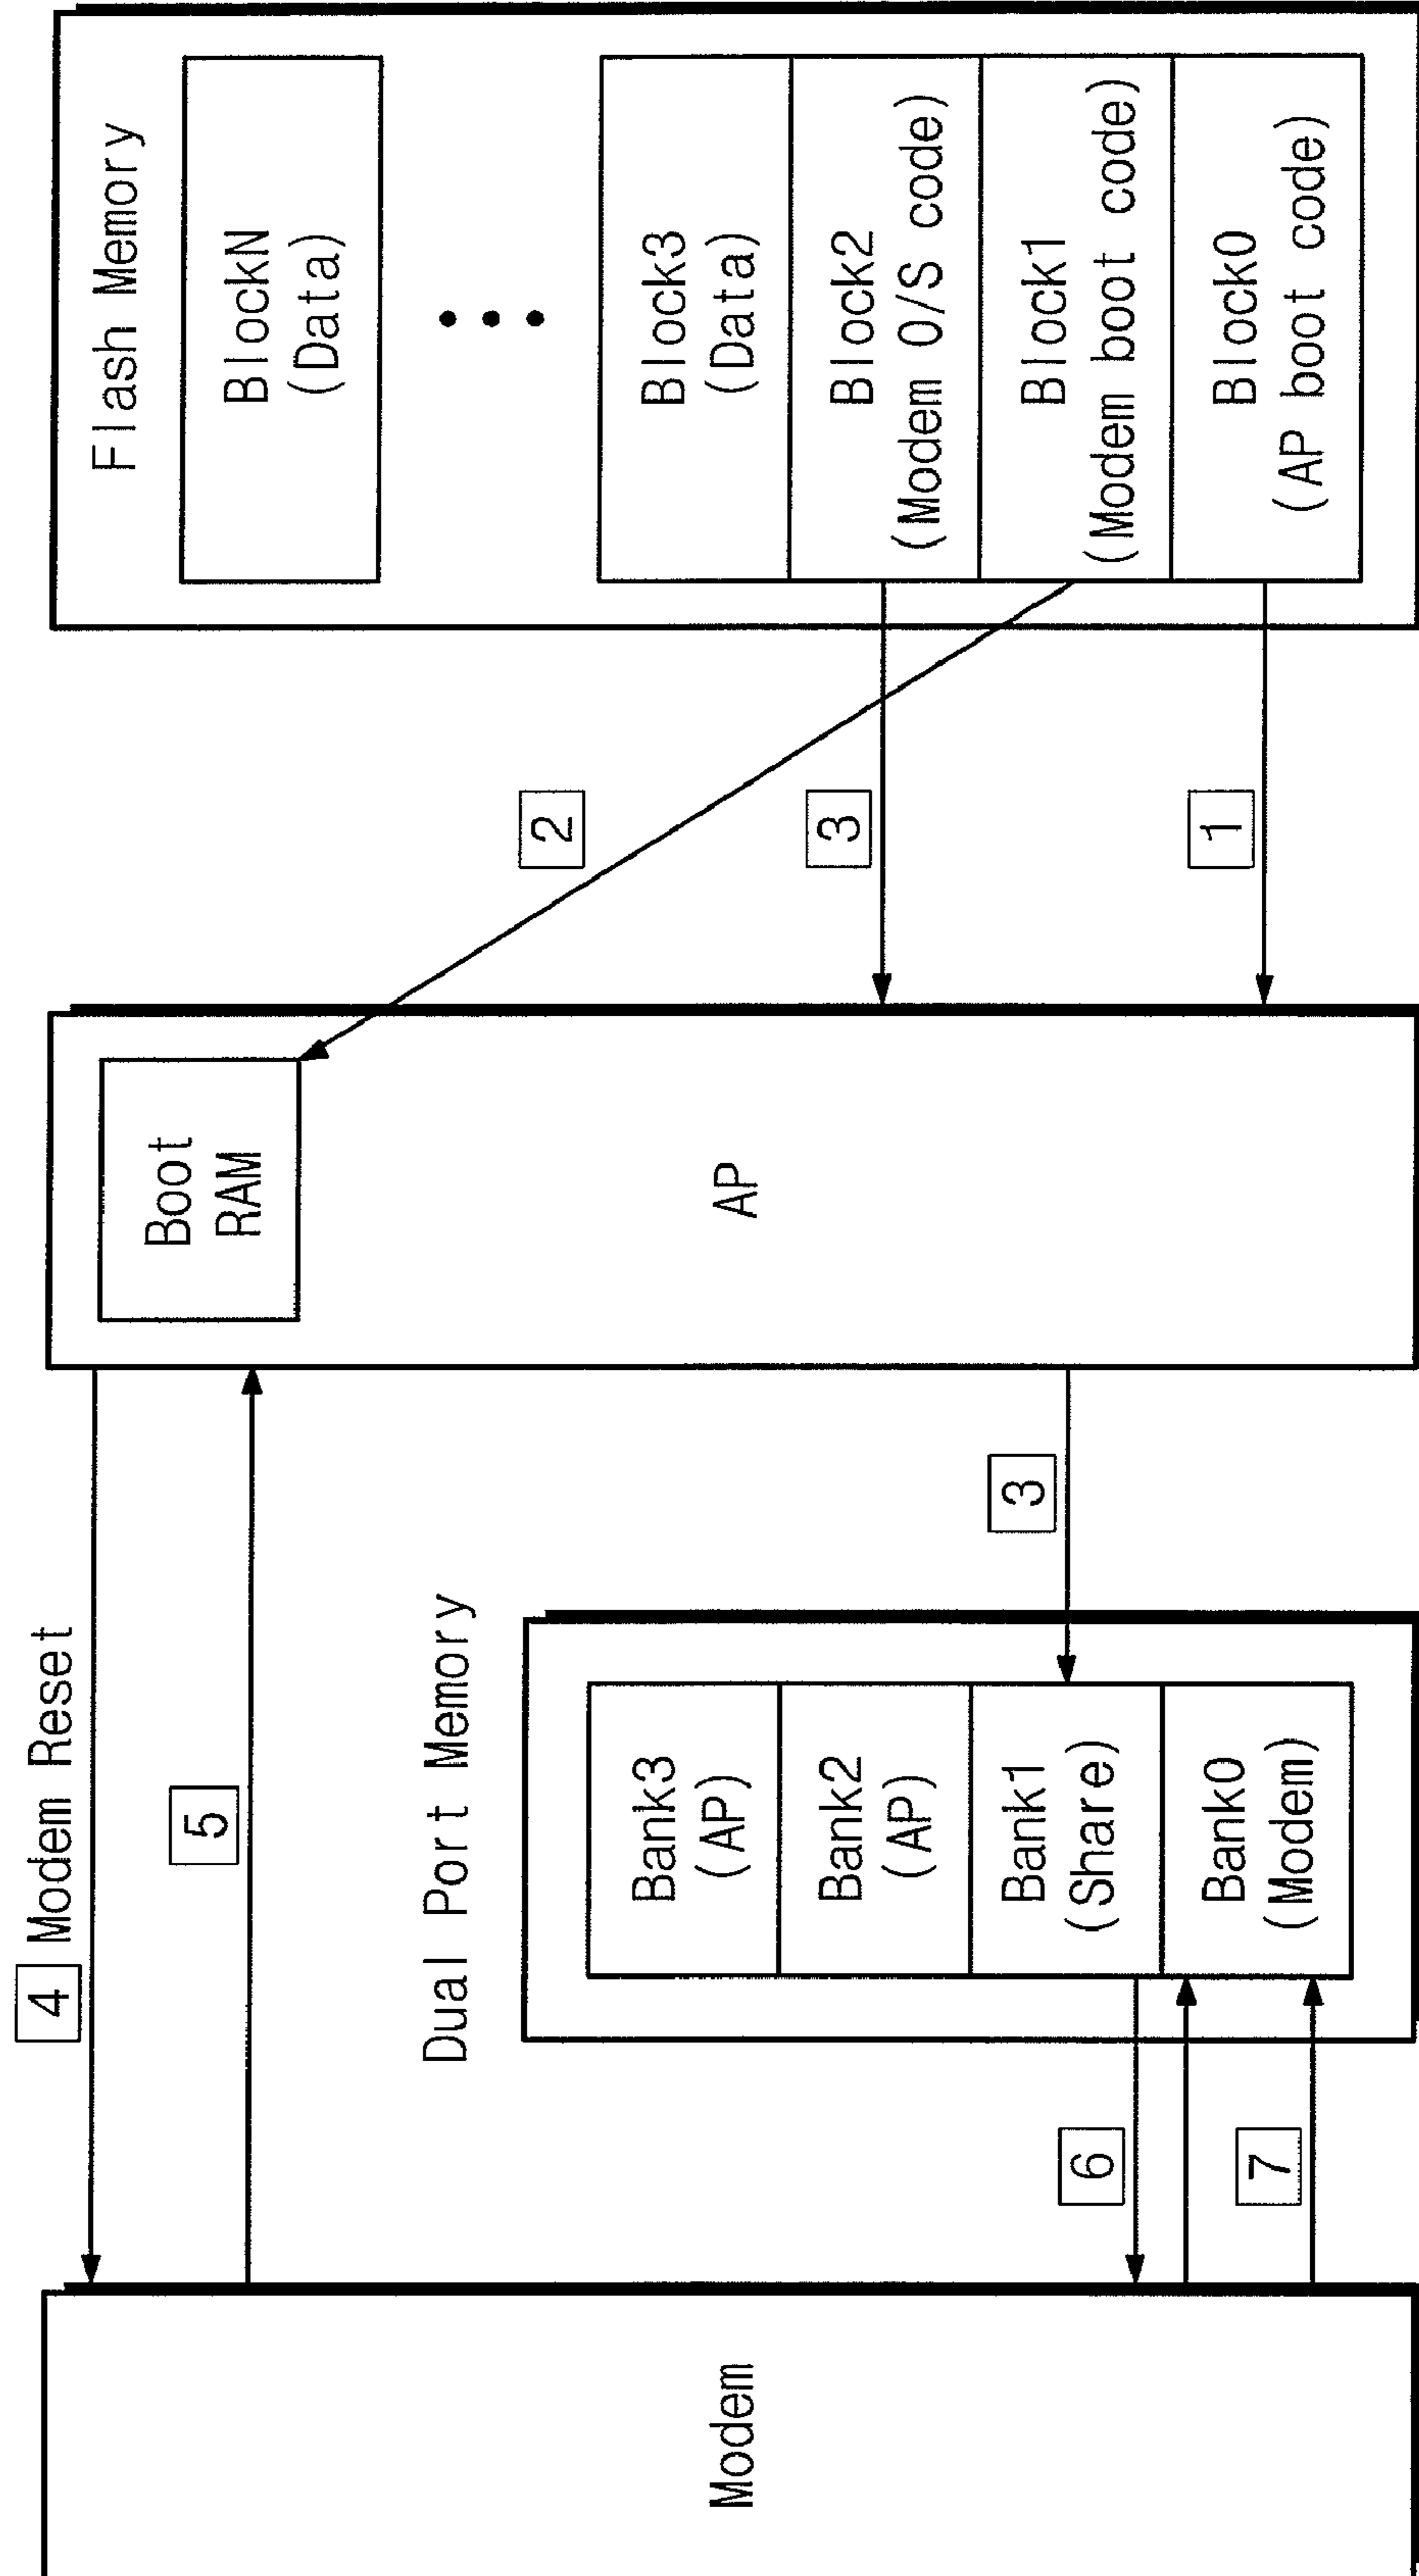 Modem
4 Modem Reset
5
Dual Port Memory
Bank3
(AP)
Bank2
(AP)
Bank1
(Share)
Bank0
(Modem)
6
7
3
Boot
RAM
AP
2
3
1
Flash Memory
BlockN
(Data)
Block3
(Data)
Block2
(Modem O/S code)
Block1
(Modem boot code)
Block0
(AP boot code)